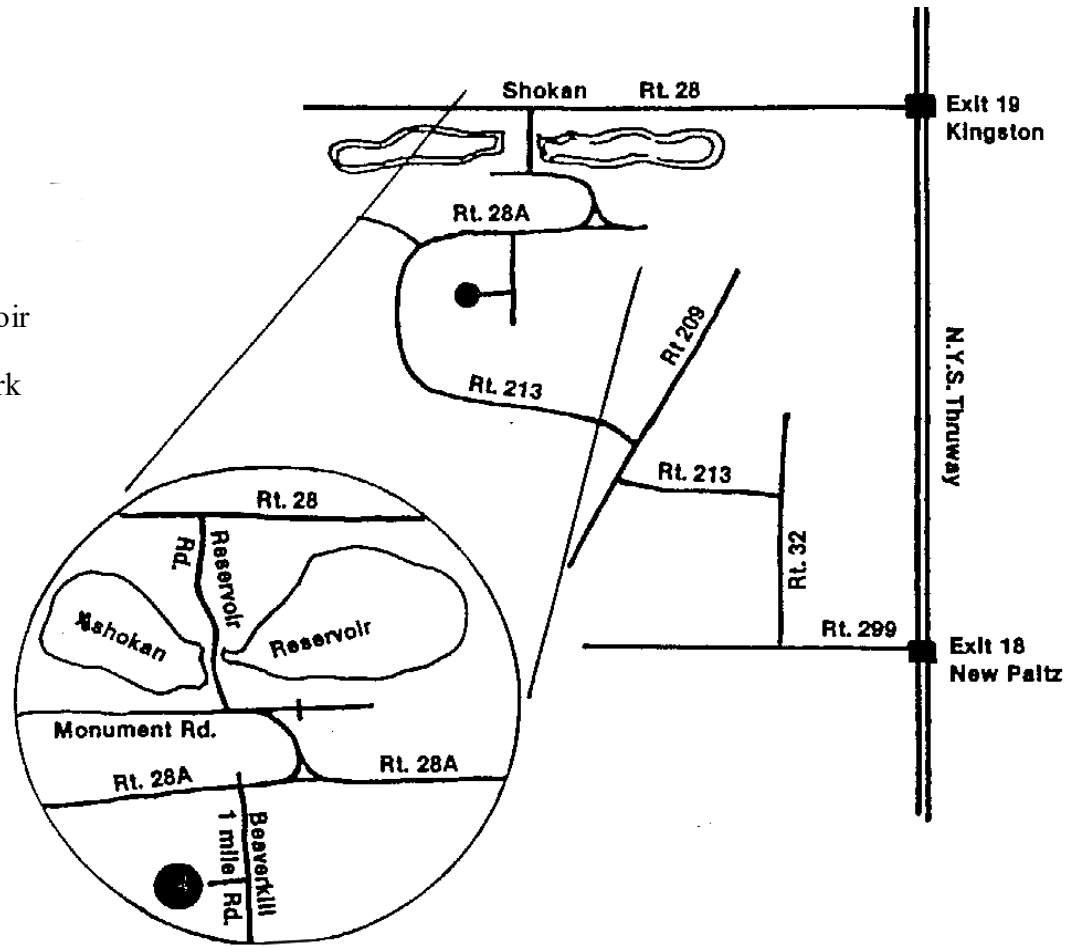 Shokan
Rt. 28
Exit 19
Kingston
Rt. 28A
oir
rk
Rt 209
N.Y.S. Thruway
Rt. 213
Rt. 213
Rt. 32
Rt. 299
Exit 18
New Paltz
Rt. 28
Reservoir
Rd.
Ashokan
Reservoir
Monument Rd.
Rt. 28A
Rt. 28A
Beaverkill
1 mile Rd.